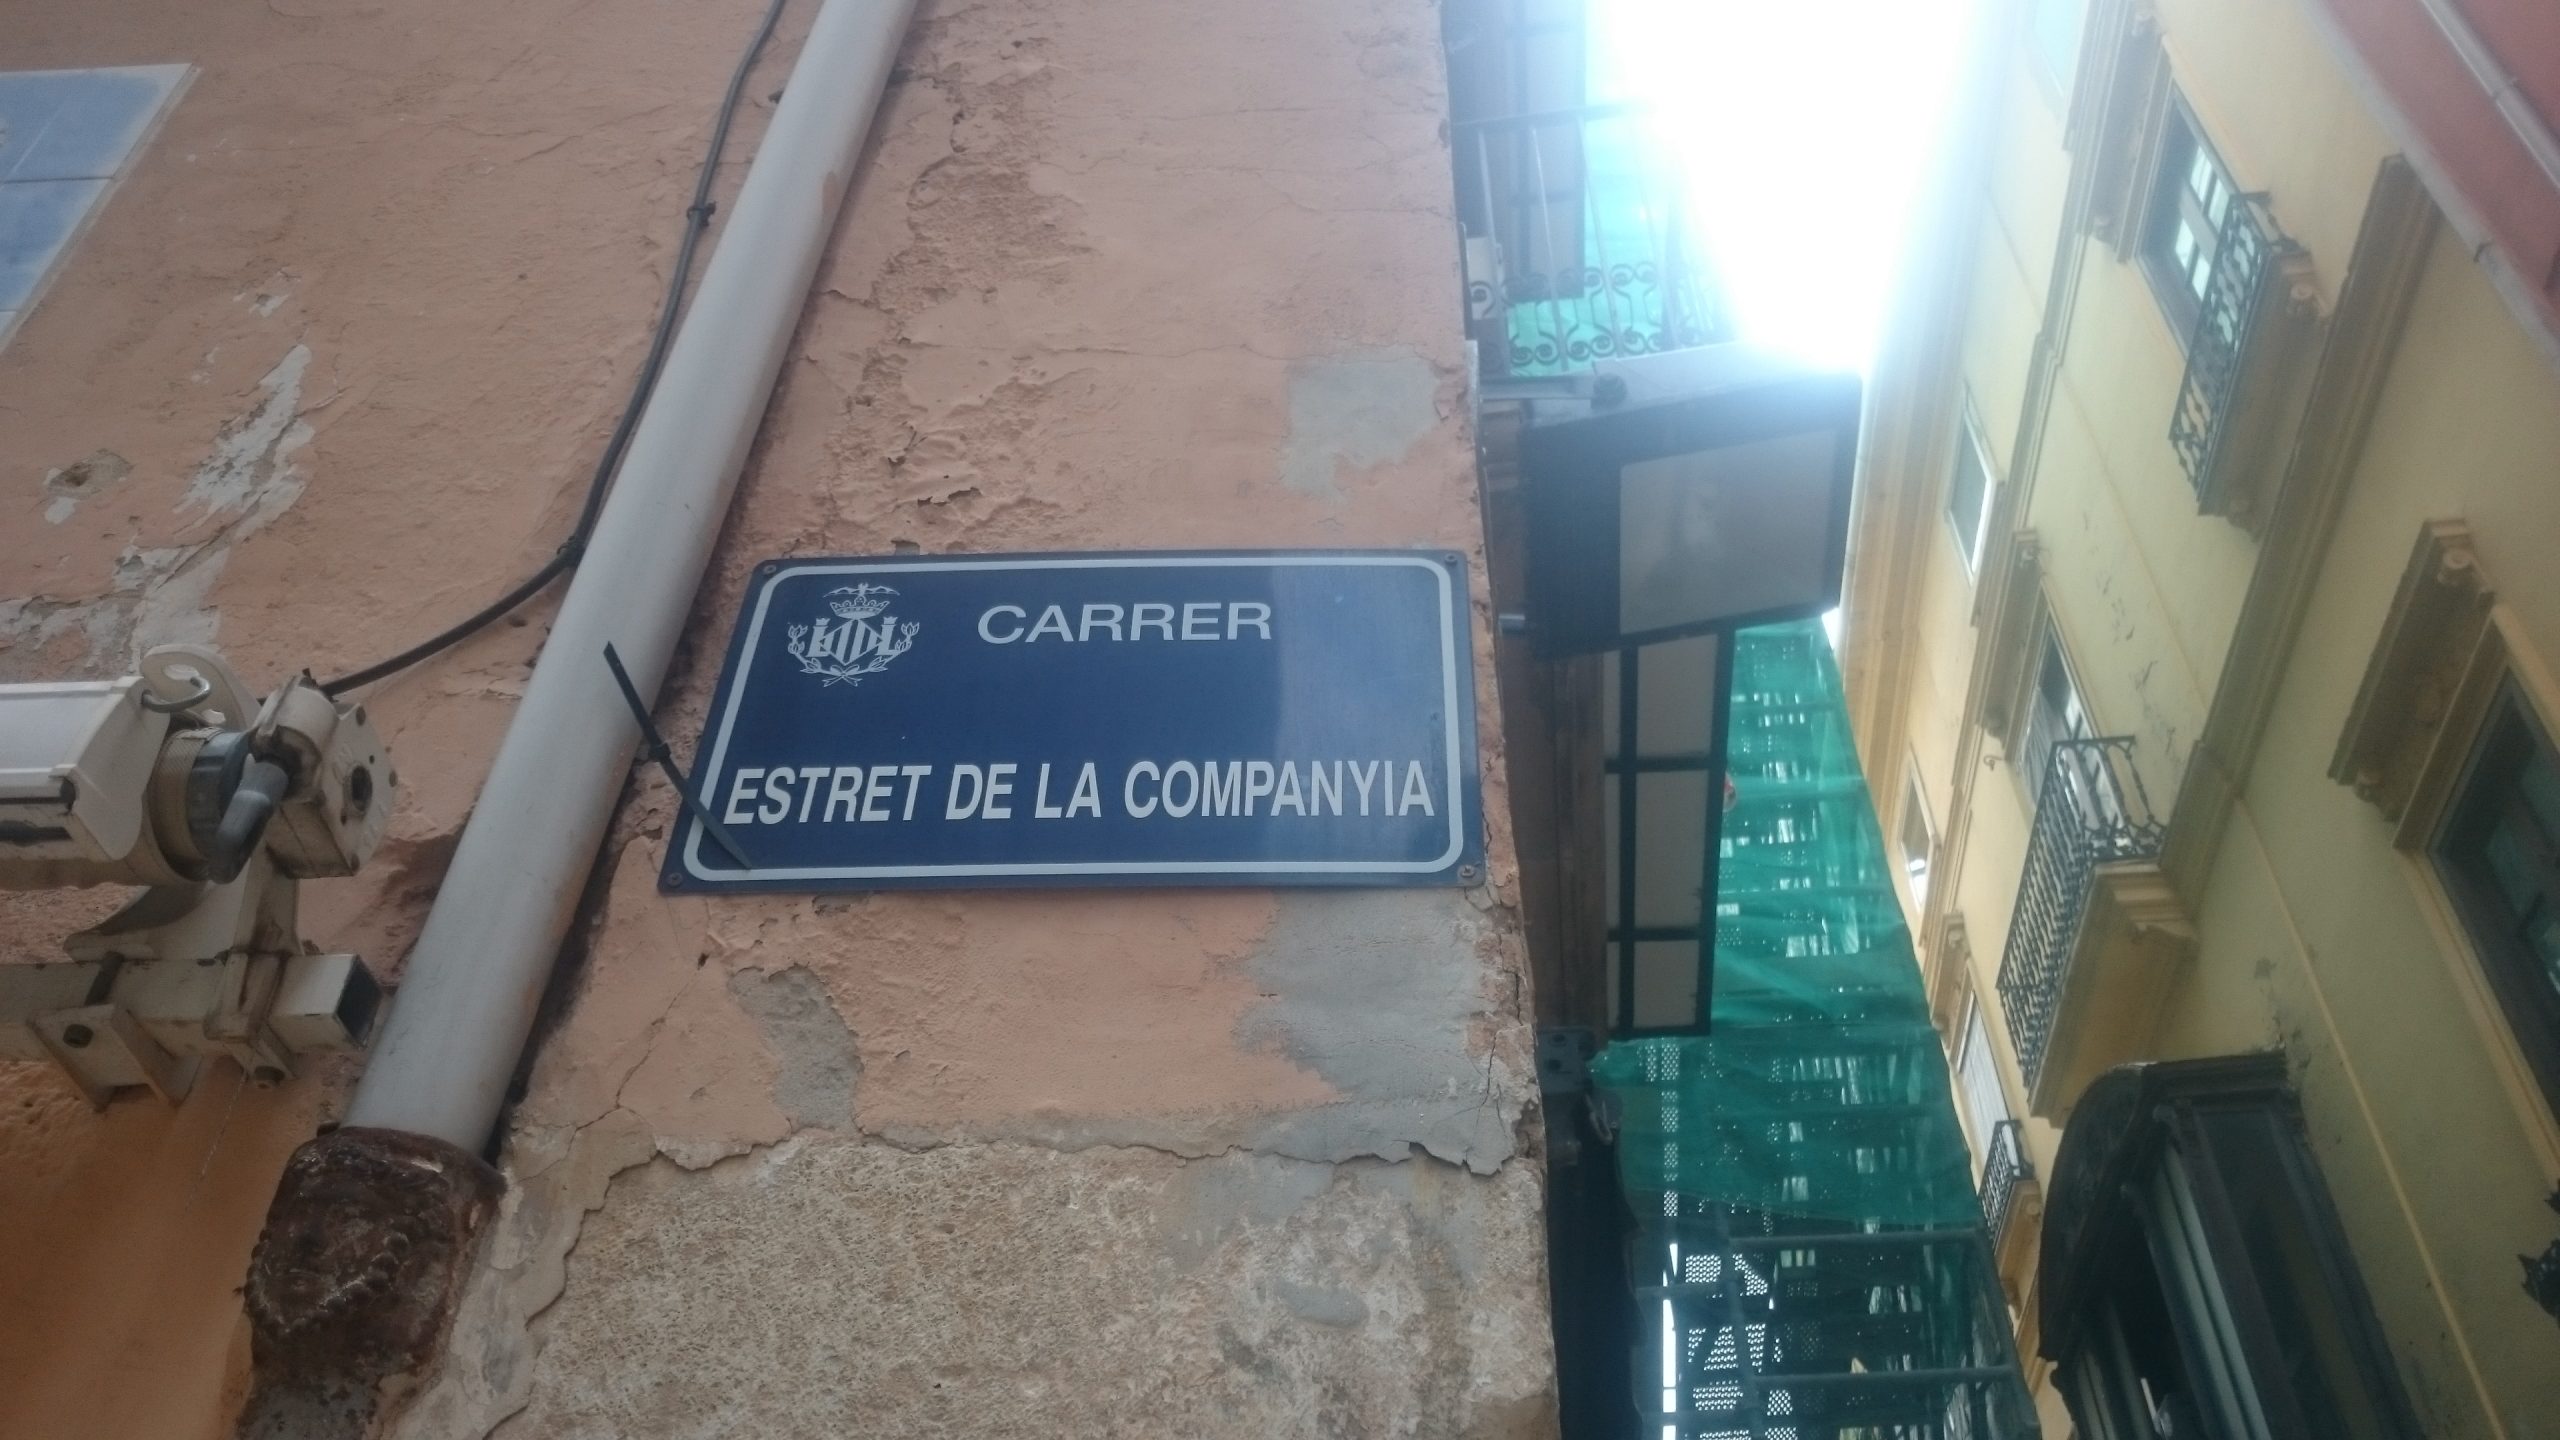 CARRER
ESTRET DE LA COMPANYIA